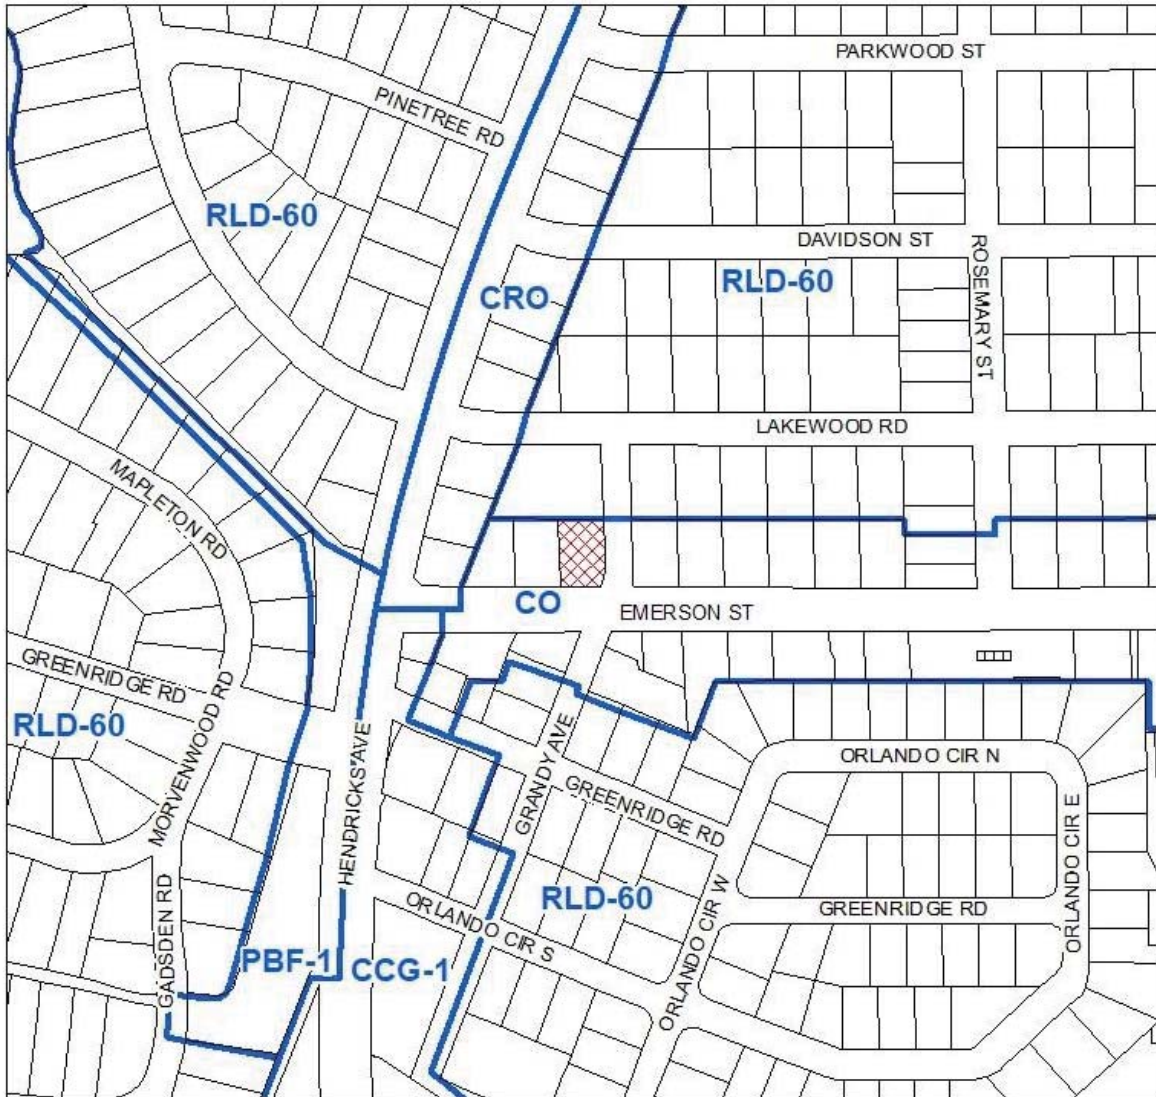 PARKWOOD ST
PINETREE RD
RLD-60
DAVIDSON ST
ROSEMARY ST
RLD-60
CRO
LAKEWOOD RD
MAPLETON RD
CO
EMERSON ST
GREENRIDGE RD
MORVENWOOD RD
RLD-60
HENDRICKS AVE
GRANDY AVE
ORLANDO CIR N
GREENRIDGE RD
ORLANDO CIR E
RLD-60
ORLANDO CIR W
GREENRIDGE RD
ORLANDO CIR S
GADSDEN RD
PBF-1
CCG-1